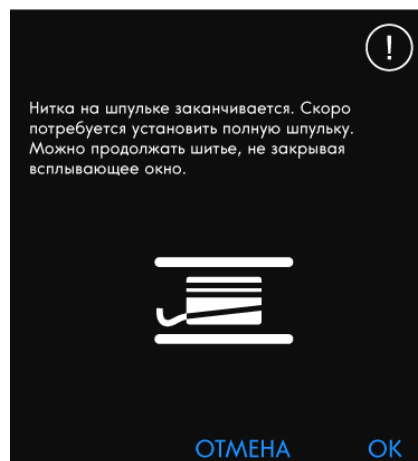 Нитка на шпульке заканчивается. Скоро
потребуется установить полную шпульку.
Можно продолжать шитье, не закрывая
всплывающее окно.
ОТМЕНА OK